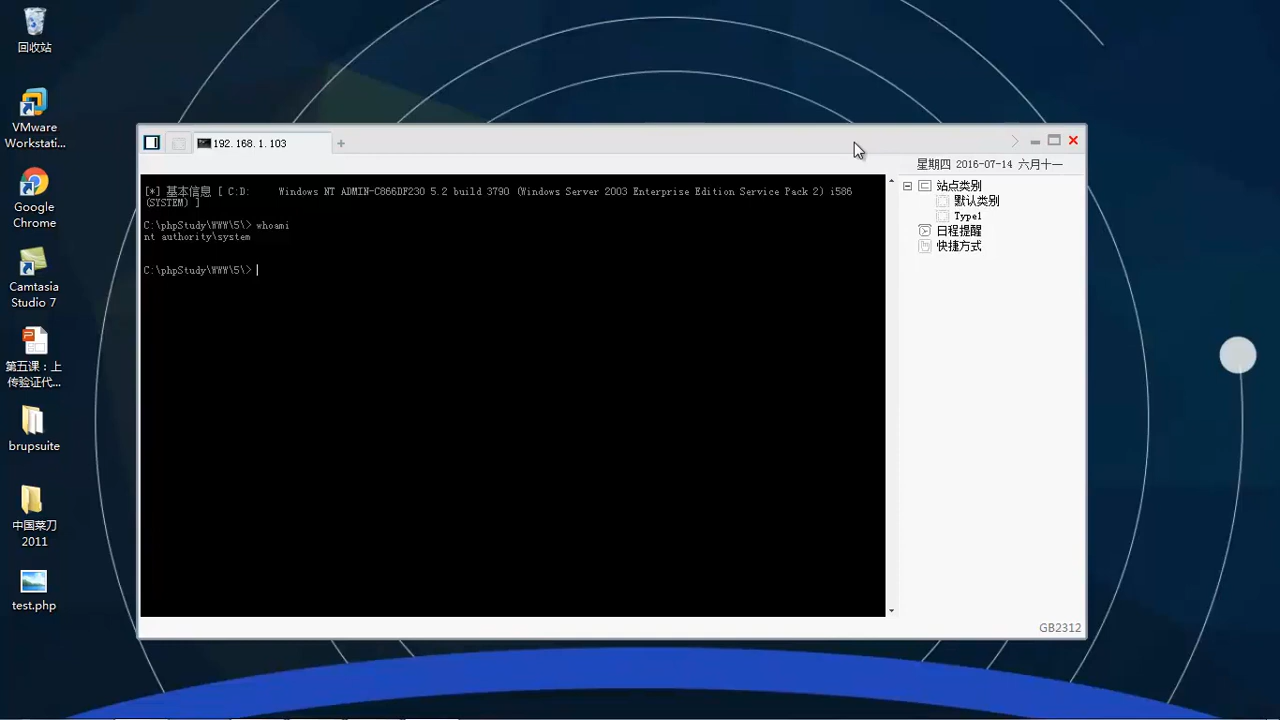 回收站
VMware
Workstati...
Google
Chrome
Camtasia
Studio 7
第五课：上
传验证代...
brupsuite
中国菜刀
2011
test.php
192.168.1.103
+
星期四 2016-07-14 六月十一
[*] 基本信息 [ C:D: Windows NT ADMIN-C866DF230 5.2 build 3790 (Windows Server 2003 Enterprise Edition Service Pack 2) i586
(SYSTEM) ]
C:\phpStudy\WWW\5\> whoami
nt authority\system
C:\phpStudy\WWW\5\>
站点类别
默认类别
Type1
日程提醒
快捷方式
GB2312